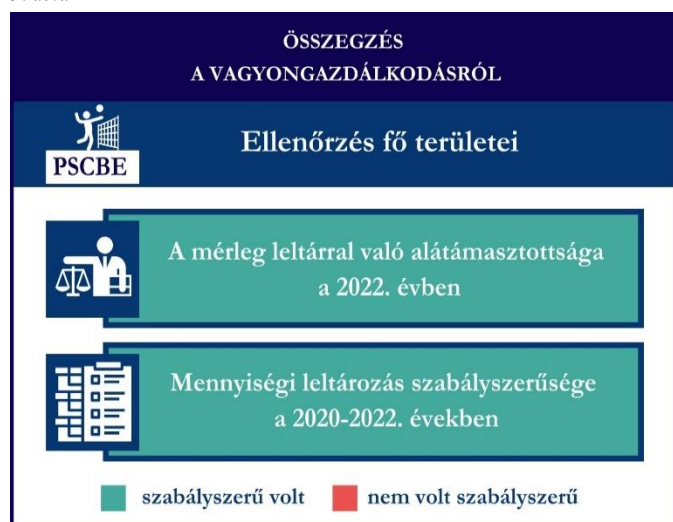 ÖSSZEGZÉS
A VAGYONGAZDÁLKODÁSRÓL
PSCBE
Ellenőrzés fő területei
A mérleg leltárral való alátámasztottsága
a 2022. évben
Mennyiségi leltározás szabályszerűsége
a 2020-2022. években
szabályszerű volt
nem volt szabályszerű